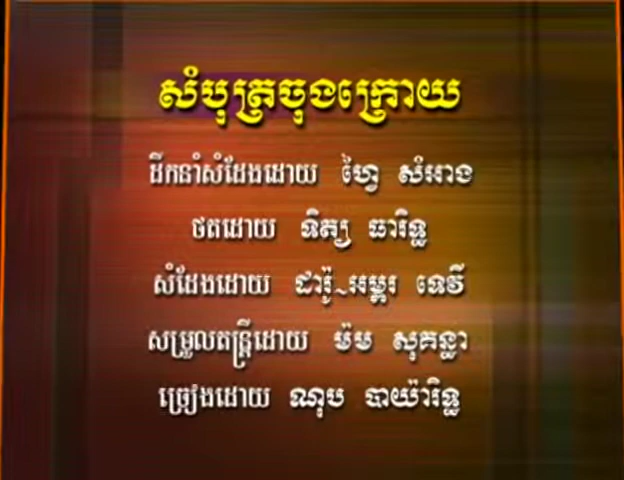 សំបុត្រចុងក្រោយ
ដឹកនាំសំដែងដោយ ហ្វៃ សំអាង
ថតដោយ ទិត្យ ធារិទ្ធ
សំដែងដោយ ដារ៉ូ~អម្ពរ ទេវី
សម្រួលតន្ត្រីដោយ ម៉ម សុគន្ធា
ច្រៀងដោយ ណុប បាយ៉ារិទ្ធ